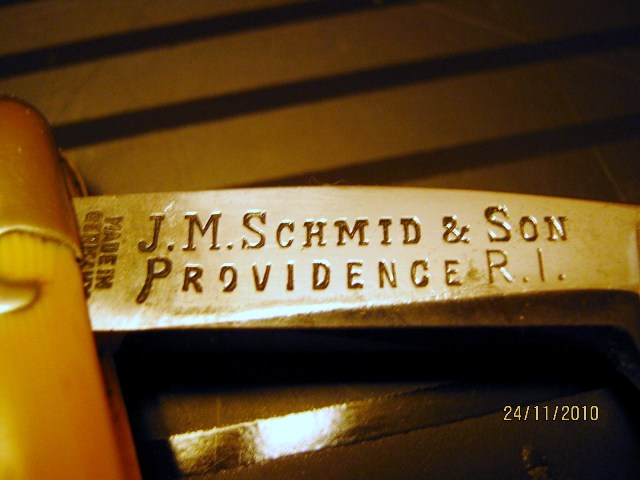 J.M. SCHMID & SON
PROVIDENCE R.I.
MADE IN
GERMANY
24/11/2010